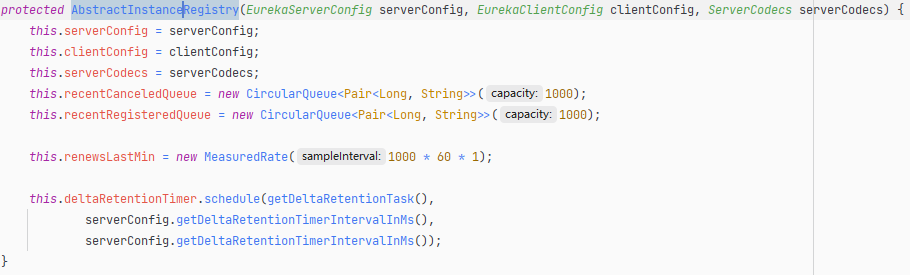 protected AbstractInstanceRegistry(EurekaServerConfig serverConfig, EurekaClientConfig clientConfig, ServerCodecs serverCodecs) {
    this.serverConfig = serverConfig;
    this.clientConfig = clientConfig;
    this.serverCodecs = serverCodecs;
    this.recentCanceledQueue = new CircularQueue<Pair<Long, String>>( capacity: 1000);
    this.recentRegisteredQueue = new CircularQueue<Pair<Long, String>>( capacity: 1000);
    this.renewsLastMin = new MeasuredRate( sampleInterval: 1000 * 60 * 1);
    this.deltaRetentionTimer.schedule(getDeltaRetentionTask(),
            serverConfig.getDeltaRetentionTimerIntervalInMs(),
            serverConfig.getDeltaRetentionTimerIntervalInMs());
}